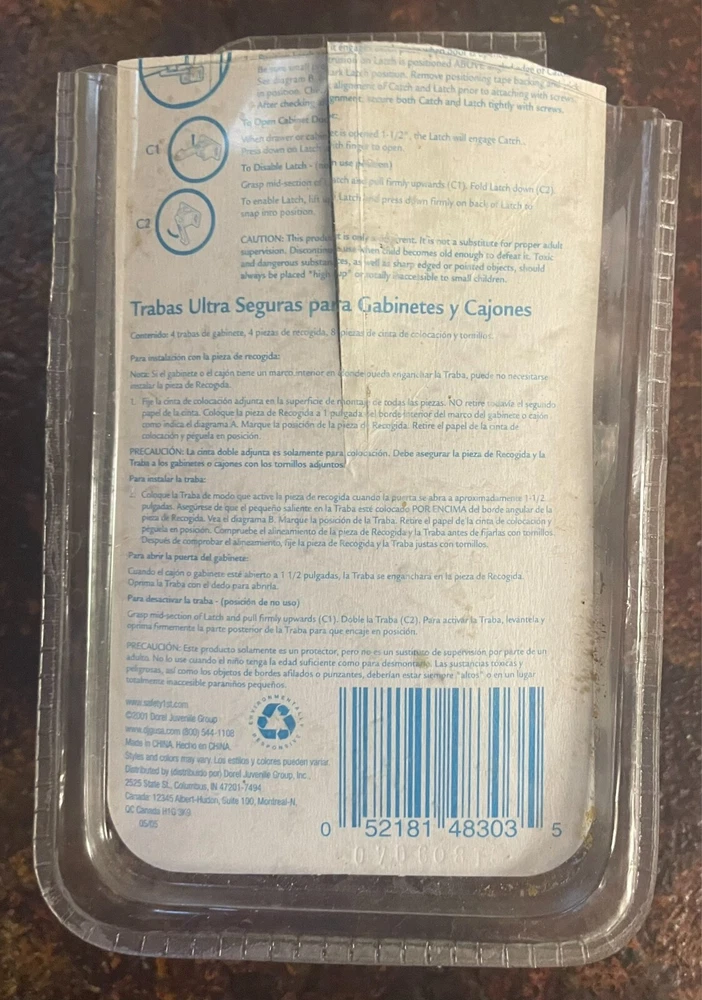 Be sure small
See diagram B
in position. Remove positioning tape backing
alignment of Catch and Latch prior to attaching with screws.
After checking alignment, secure both Catch and Latch tightly with screws.
To Open Cabinet Door:
When drawer or is opened 1-1/2", the Latch will engage Catch.
Press down on Latch with finger to open.
C1
To Disable Latch - (
Grasp mid-section of Latch and pull firmly upwards (C1). Fold Latch down (C2).
To enable Latch, lift Latch and press down firmly on back of Latch to
snap into position.
C2
CAUTION: This product is only a deterrent. It is not a substitute for proper adult
supervision. Discontinue use when child becomes old enough to defeat it. Toxic
and dangerous substances, as well as sharp edged or pointed objects, should
always be placed "high up" or totally inaccessible to small children.
Trabas Ultra Seguras para Gabinetes y Cajones
Contenido: 4 trabas de gabinete, 4 piezas de recogida, 8 piezas de cinta de colocación y tornillos.
Para instalación con la pieza de recogida:
Nota: Si el gabinete o el cajón tiene un marco interior en donde pueda enganchar la Traba, puede no necesitarse
instalar la pieza de Recogida.
1. Fije la cinta de colocación adjunta en la superficie de montaje de todas las piezas. NO retire todavía el segundo
papel de la cinta. Coloque la pieza de Recogida a 1 pulgada del borde interior del marco del gabinete o cajón
como indica el diagrama A. Marque la posición de la pieza de Recogida. Retire el papel de la cinta de
colocación y péguela en posición.
PRECAUCIÓN: La cinta doble adjunta es solamente para colocación. Debe asegurar la pieza de Recogida y la
Traba a los gabinetes o cajones con los tornillos adjuntos.
Para instalar la traba:
2. Coloque la Traba de modo que active la pieza de recogida cuando la puerta se abra a aproximadamente 1-1/2
pulgadas. Asegúrese de que el pequeño saliente en la Traba esté colocado POR ENCIMA del borde angular de la
pieza de Recogida. Vea el diagrama B. Marque la posición de la Traba. Retire el papel de la cinta de colocación y
péguela en posición. Compruebe el alineamiento de la pieza de Recogida y la Traba antes de fijarlas con tornillos.
Después de comprobar el alineamiento, fije la pieza de Recogida y la Traba justas con tornillos.
Para abrir la puerta del gabinete:
Cuando el cajón o gabinete esté abierto a 1 1/2 pulgadas, la Traba se enganchará en la pieza de Recogida.
Oprima la Traba con el dedo para abrirla.
Para desactivar la traba - (posición de no uso)
Grasp mid-section of Latch and pull firmly upwards (C1). Doble la Traba (C2). Para activar la Traba, levántela y
oprima firmemente la parte posterior de la Traba para que encaje en posición.
PRECAUCIÓN: Este producto solamente es un protector, pero no es un sustituto de supervisión por parte de un
adulto. No lo use cuando el niño tenga la edad suficiente como para desmontarlo. Las sustancias tóxicas y
peligrosas, así como los objetos de bordes afilados o punzantes, deberían estar siempre "altos" o en un lugar
totalmente inaccesible paraniños pequeños.
www.safety1st.com
©2001 Dorel Juvenile Group
www.djgusa.com (800) 544-1108
Made in CHINA. Hecho en CHINA.
Styles and colors may vary. Los estilos y colores pueden variar.
Distributed by (distribuido por) Dorel Juvenile Group, Inc.,
2525 State St., Columbus, IN 47201-7494
Canada: 12345 Albert-Hudon, Suite 100, Montreal-N,
QC Canada H1G 3K9
05/05
ENVIRONMENTALLY RESPONSIBLE
0 52181 48303 5